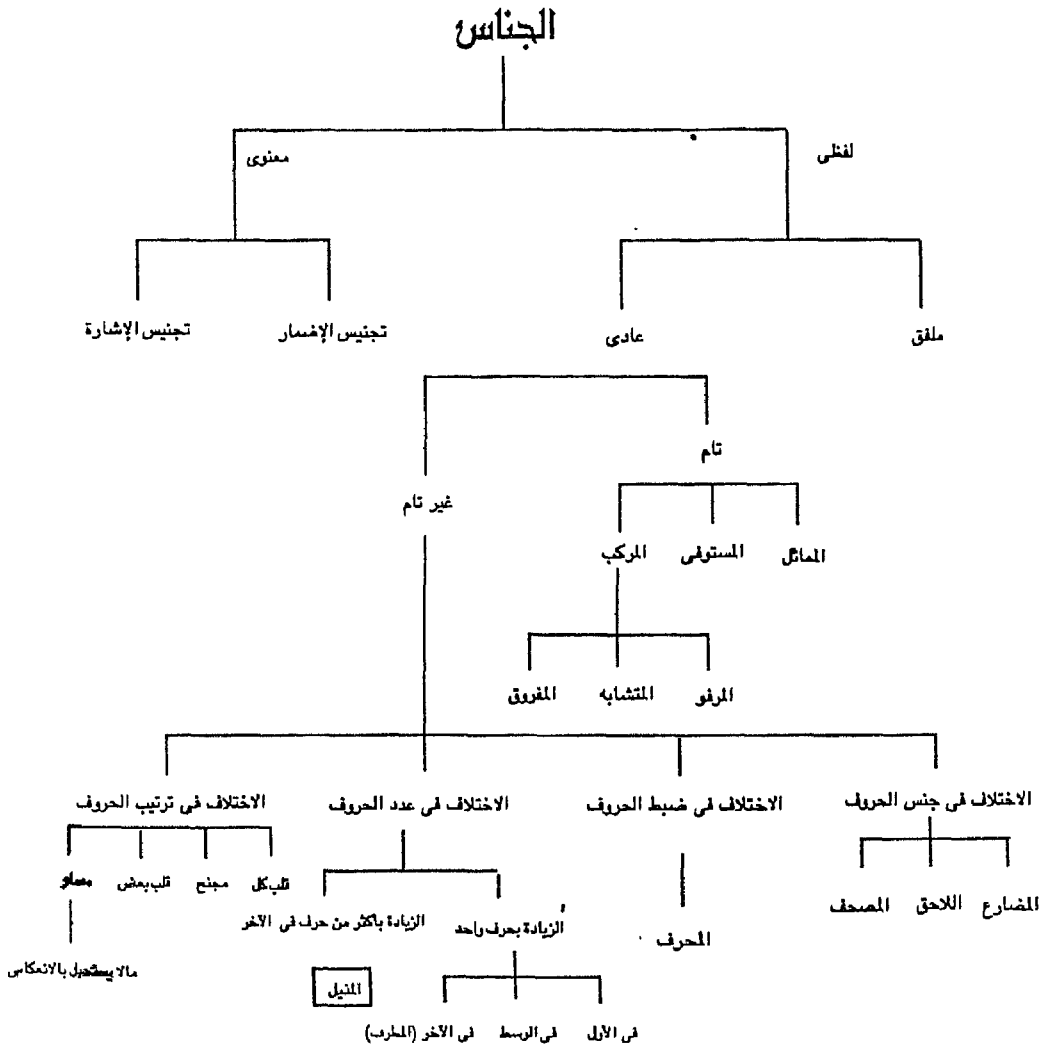 الجناس
لفظى
معنوى
ملفق
عادى
تجنيس الإضمار
تجنيس الإشارة
تام
غير تام
المماثل
المستوفى
المركب
المرفو
المتشابه
المفروق
الاختلاف فى جنس الحروف
الاختلاف فى ضبط الحروف
الاختلاف فى عدد الحروف
الاختلاف فى ترتيب الحروف
المضارع
اللاحق
المصحف
المحرف
الزيادة بحرف واحد
الزيادة بأكثر من حرف فى الآخر
قلب كل
مجنح
قلب بعض
فى الأول
فى الوسط
فى الآخر (المطرف)
المذيل
مالا يستحيل بالانعكاس